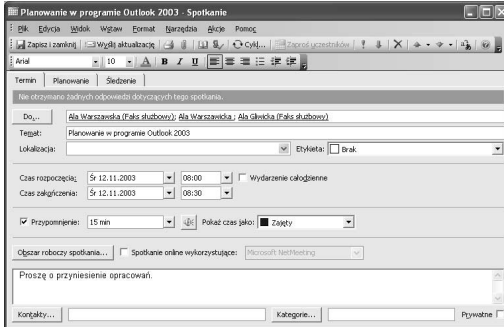 Planowanie w programie Outlook 2003 - Spotkanie
Plik Edycja Widok Wstaw Format Narzędzia Akcje Pomoc
Zapisz i zamknij Wyślij aktualizację Cykl... Zaproś uczestników
Arial 10 A B I U
Termin Planowanie Śledzenie
Nie otrzymano żadnych odpowiedzi dotyczących tego spotkania.
Do... Ala Warszawska (Faks służbowy); Ala Warszawicka ; Ala Gliwicka (Faks służbowy)
Temat: Planowanie w programie Outlook 2003
Lokalizacja: Etykieta: Brak
Czas rozpoczęcia: Śr 12.11.2003 08:00 Wydarzenie całodzienne
Czas zakończenia: Śr 12.11.2003 08:30
Przypomnienie: 15 min Pokaż czas jako: Zajęty
Obszar roboczy spotkania... Spotkanie online wykorzystujące: Microsoft NetMeeting
Proszę o przyniesienie opracowań.
Kontakty... Kategorie... Prywatne